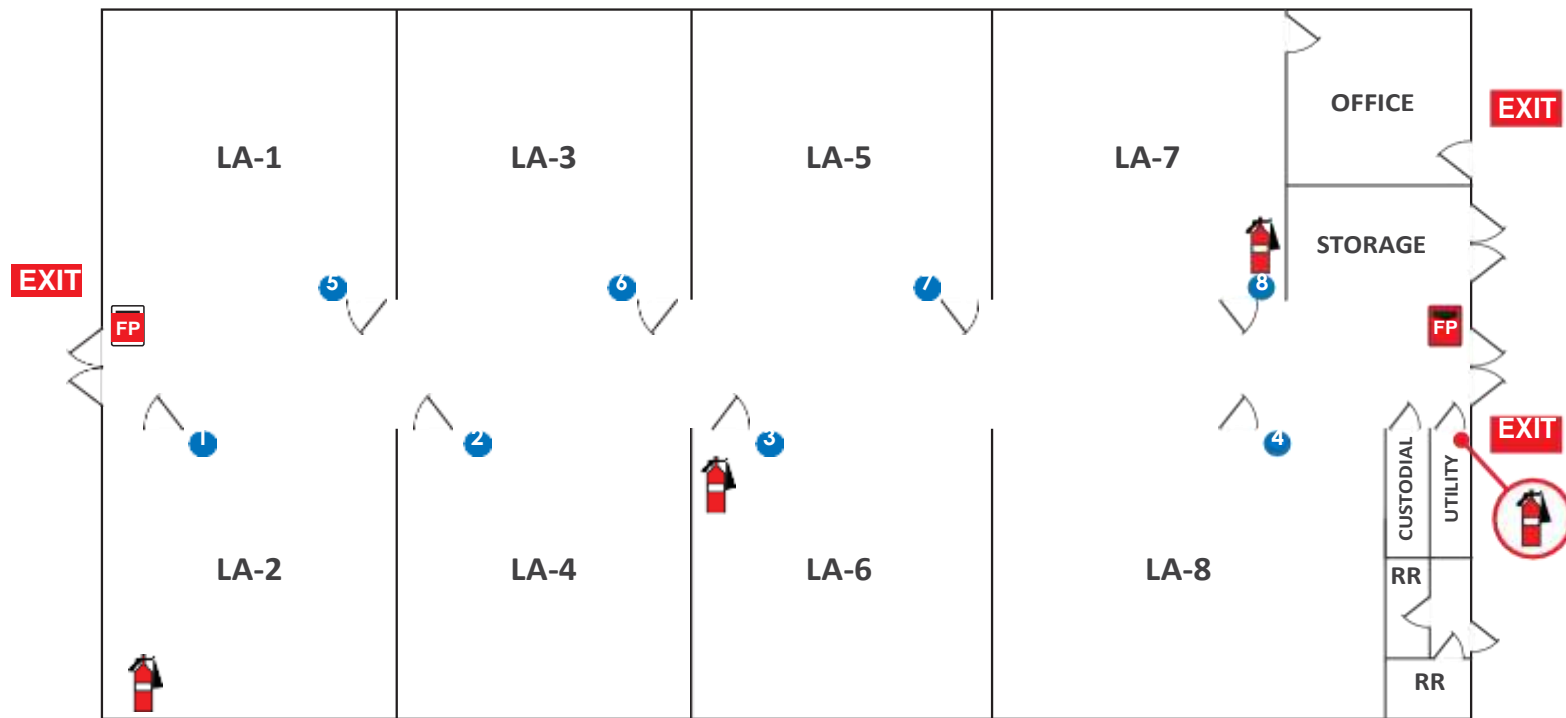 OFFICE
EXIT
LA-1
LA-3
LA-5
LA-7
STORAGE
EXIT
5
6
7
8
FP
FP
1
2
3
4
EXIT
CUSTODIAL
UTILITY
LA-2
LA-4
LA-6
LA-8
RR
RR